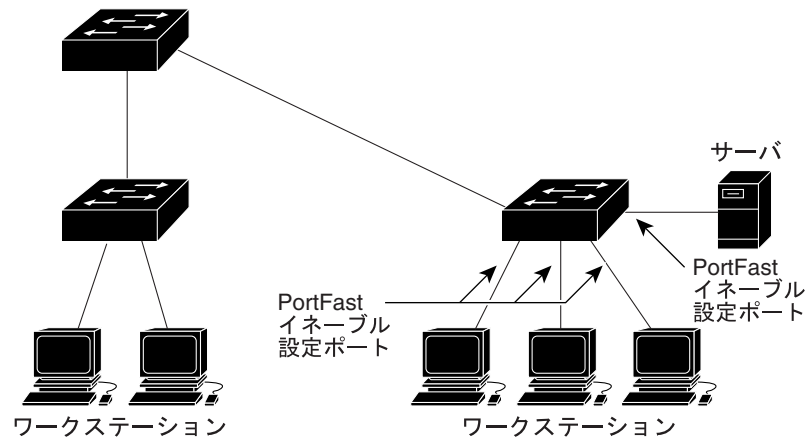 サーバ
PortFast
イネーブル
設定ポート
PortFast
イネーブル
設定ポート
ワークステーション
ワークステーション